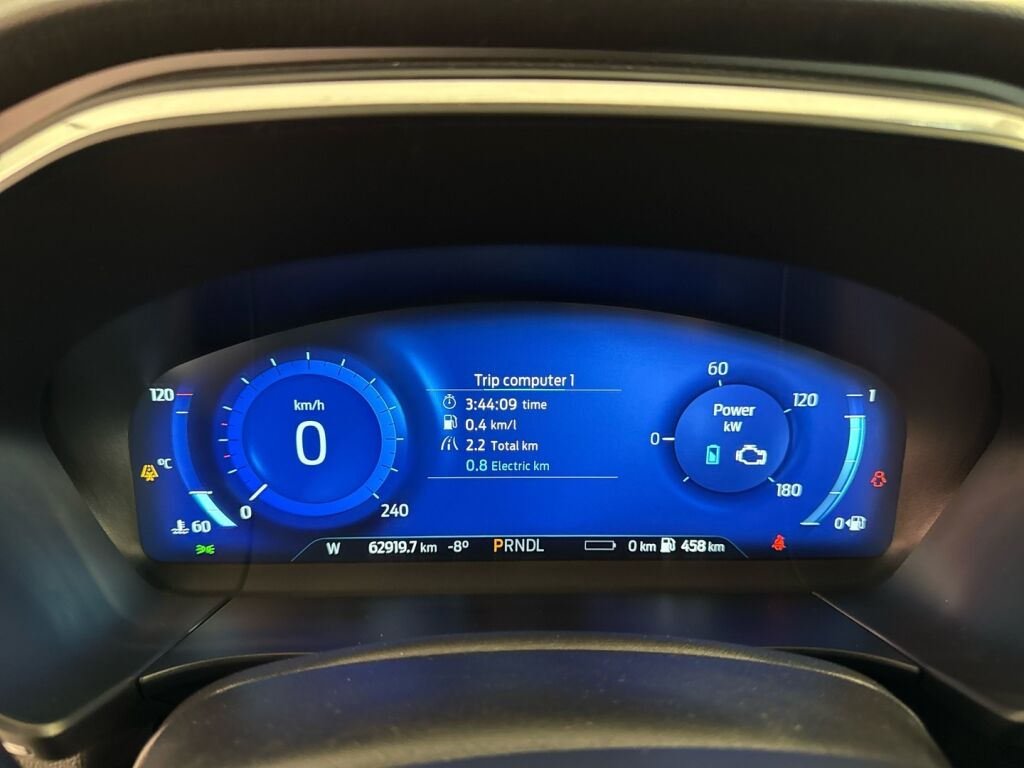 Trip computer 1
3:44:09 time
0.4 km/l
2.2 Total km
0.8 Electric km
120
°C
60
km/h
0
0
240
60
0
120
180
Power
kW
1
0
W 62919.7 km -8° PRNDL 0 km 458 km